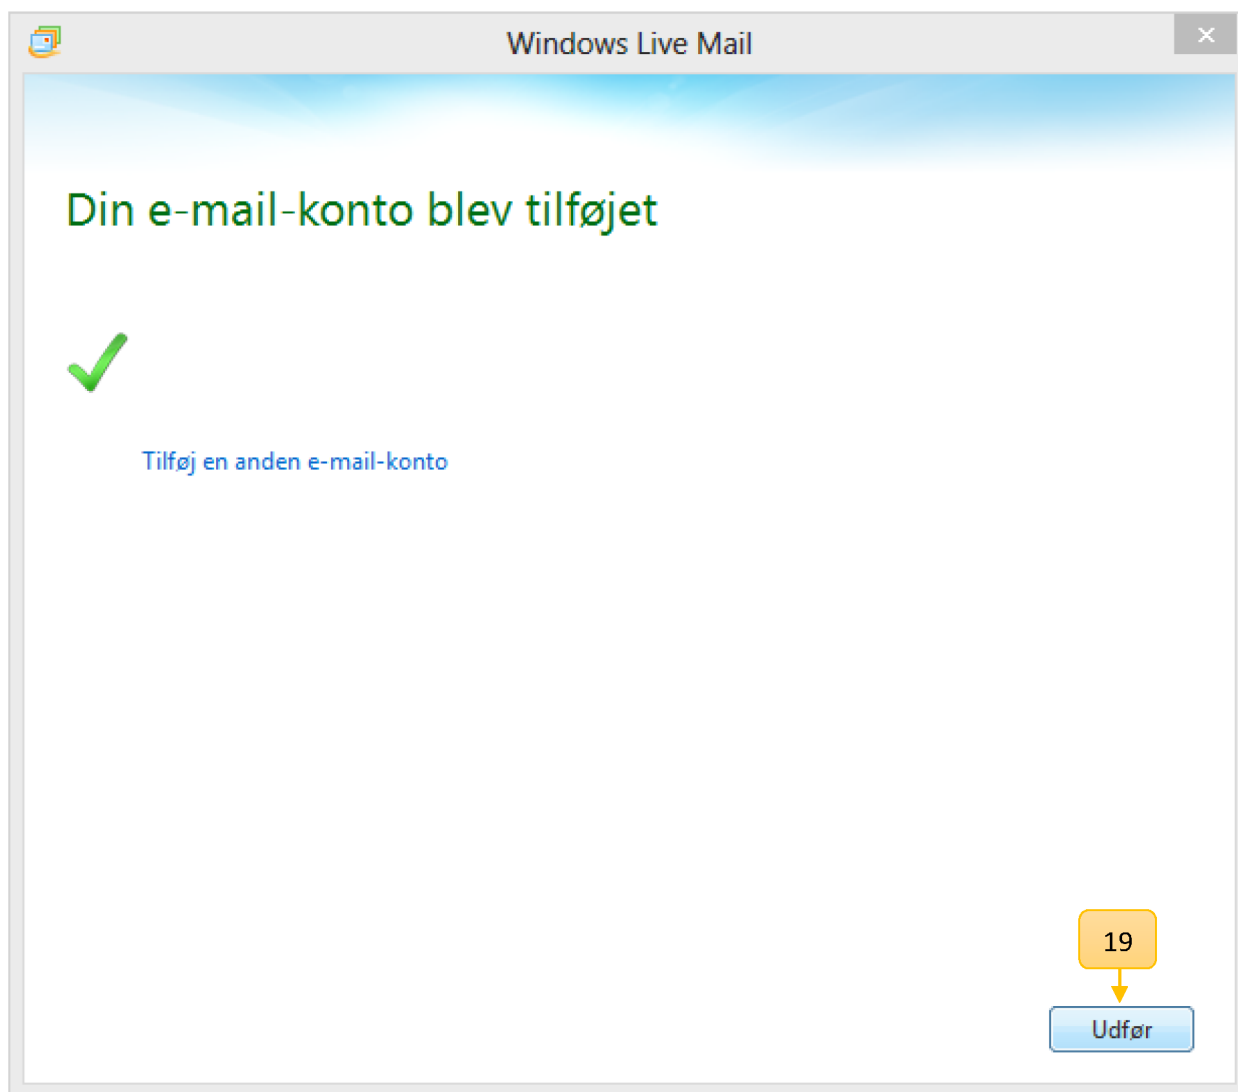 Windows Live Mail
Din e-mail-konto blev tilføjet
Tilføj en anden e-mail-konto
19
Udfør